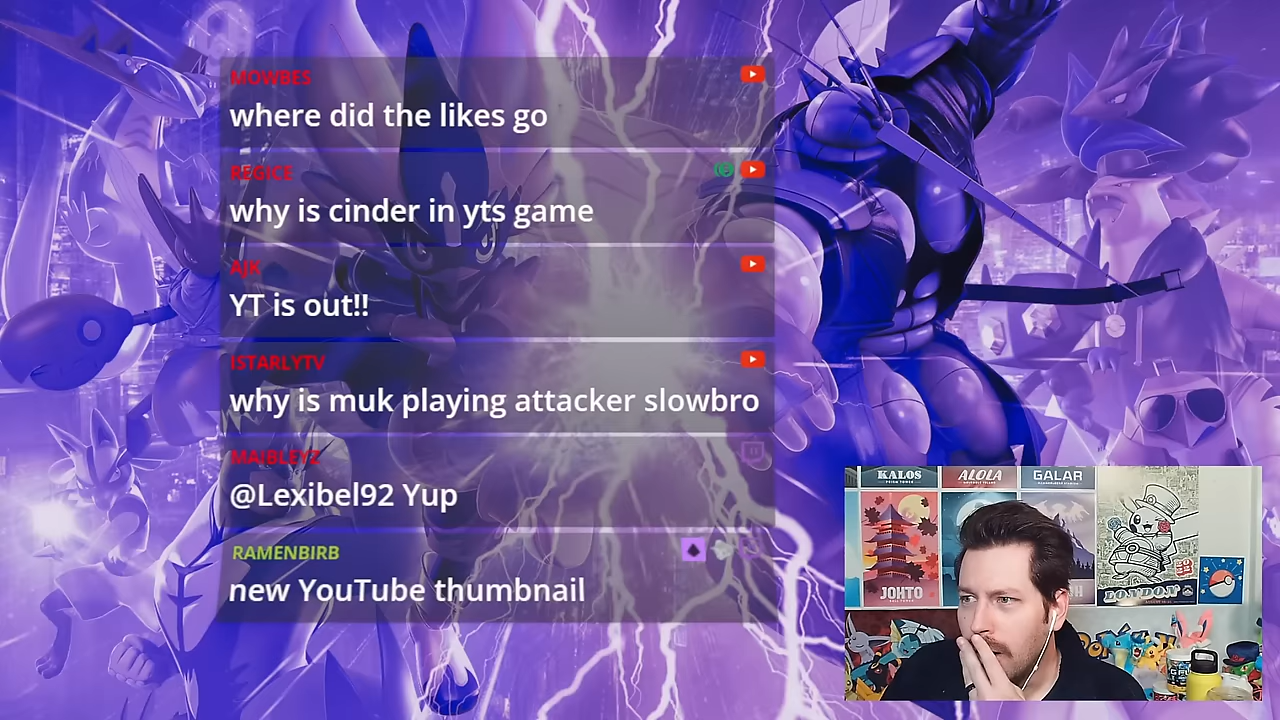 MOWBES
where did the likes go
REGICE
why is cinder in yts game
AJK
YT is out!!
ISTARLYTV
why is muk playing attacker slowbro
MAIBLEYZ
@Lexibel92 Yup
RAMENBIRB
new YouTube thumbnail
KALOS
ALOLA
GALAR
JOHTO
LONDON